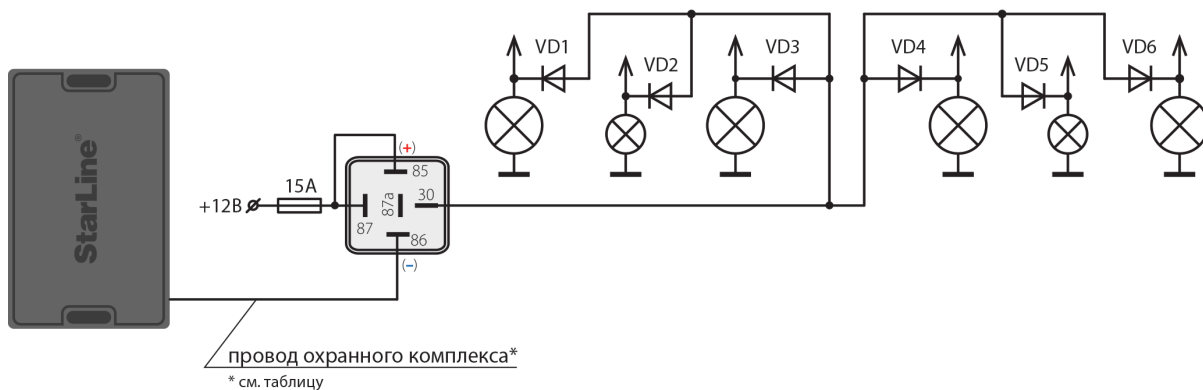 StarLine®
+12В
15А
(+)
85
30
87а
87
86
(–)
VD1
VD2
VD3
VD4
VD5
VD6
провод охранного комплекса*
* см. таблицу